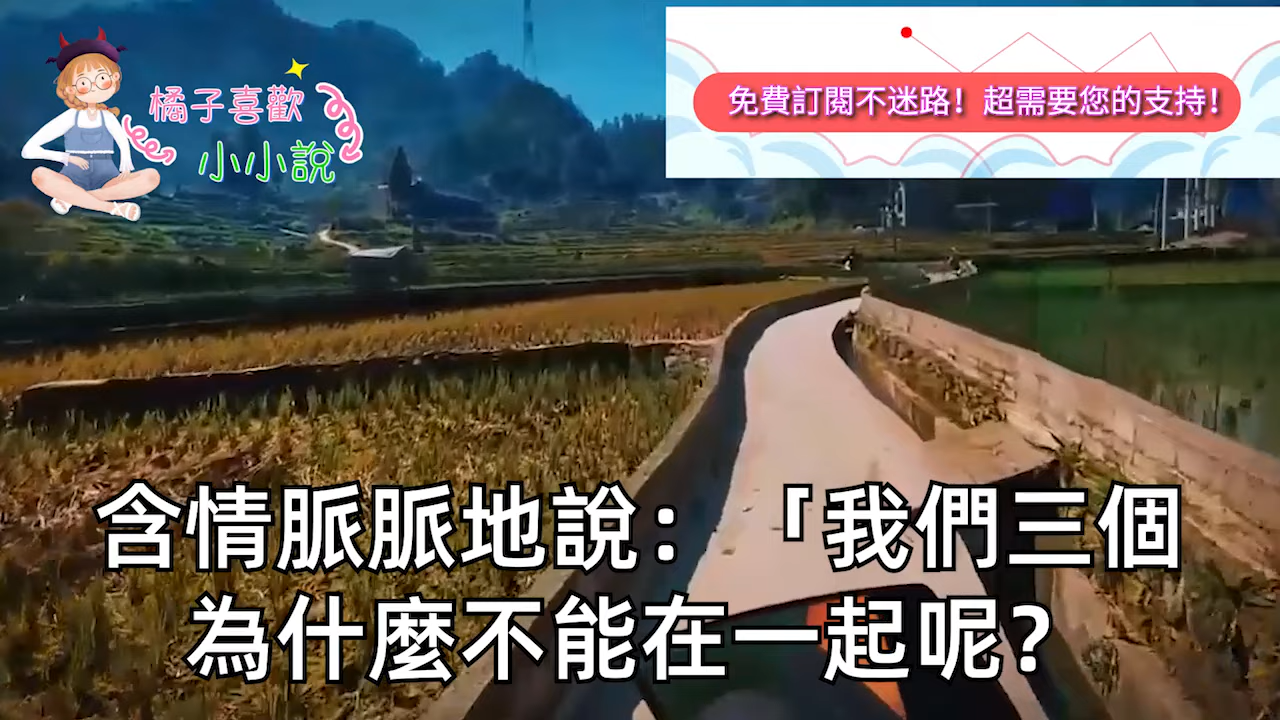 橘子喜歡
小小說
免費訂閱不迷路！超需要您的支持！
含情脈脈地說：「我們三個
為什麼不能在一起呢？